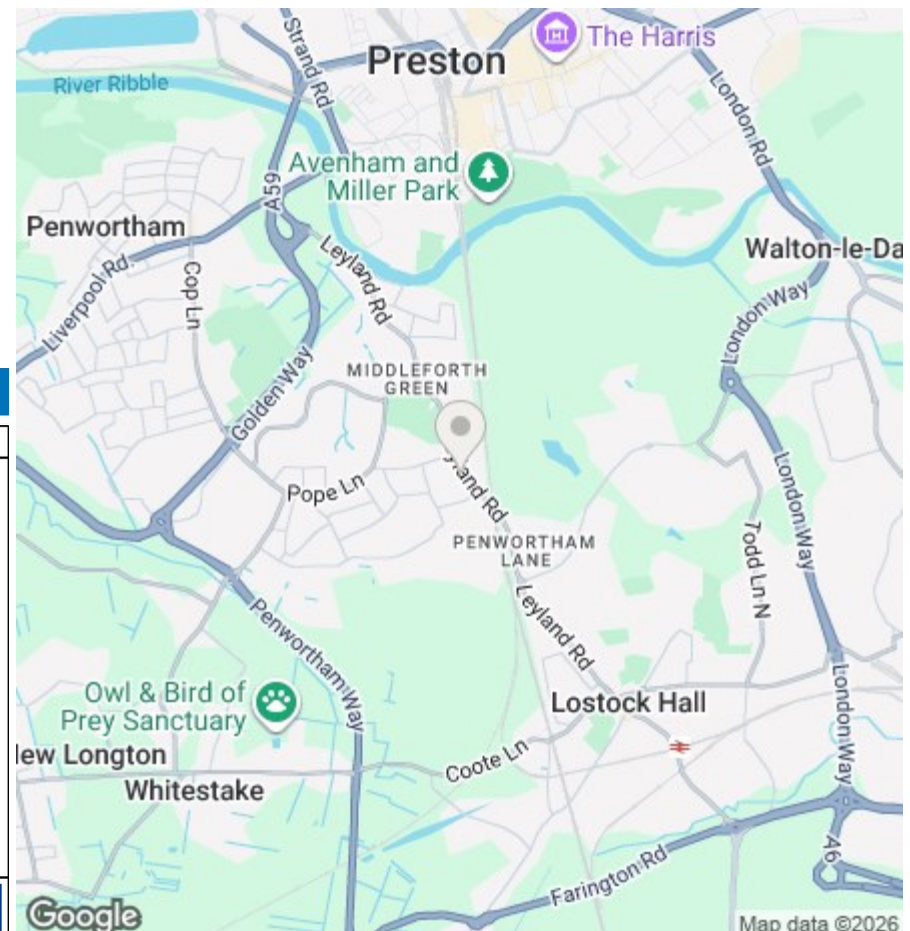 Preston
The Harris
Strand Rd
River Ribble
London Rd
Avenham and
Miller Park
A59
Penwortham
Leyland Rd
Walton-le-Da
Liverpool Rd.
Cop Ln
London Way
MIDDLEFORTH
GREEN
Golden Way
Pope Ln
yland Rd
London Way
PENWORTHAM
LANE
Todd Ln N
Penwortham Way
Leyland Rd
Owl & Bird of
Prey Sanctuary
Lostock Hall
London Way
ew Longton
Coote Ln
Whitestake
A6
Farington Rd
Google
Map data ©2026